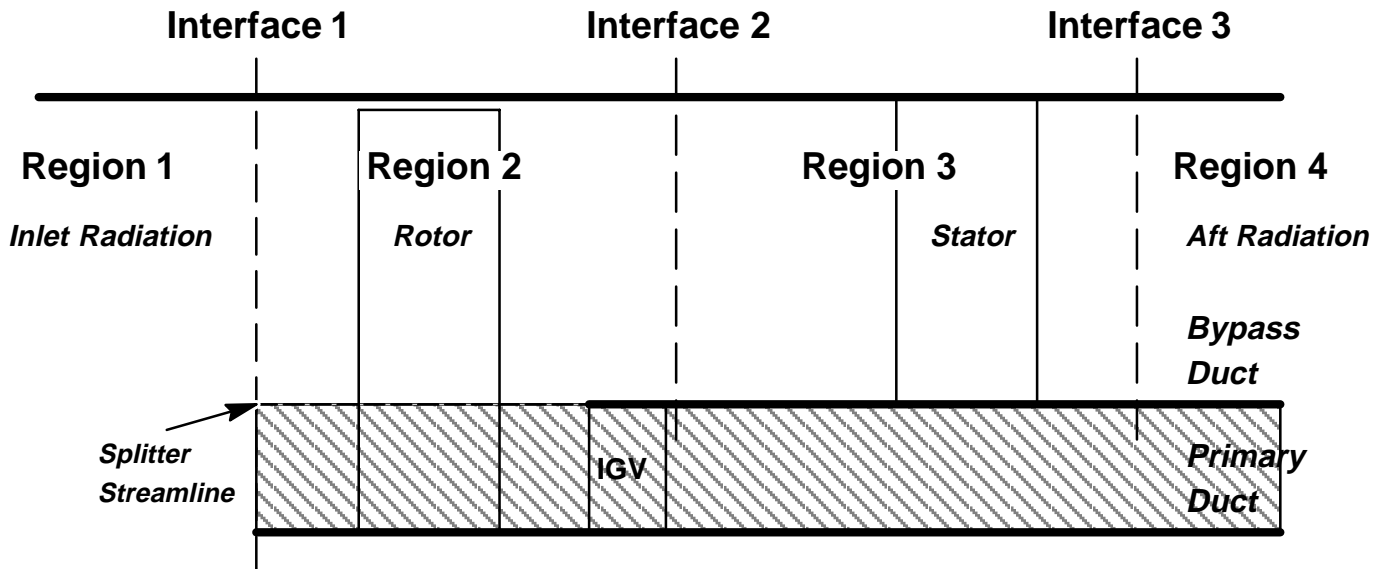 Interface 1
Interface 2
Interface 3
Region 1
Region 2
Region 3
Region 4
Inlet Radiation
Rotor
Stator
Aft Radiation
Bypass
Duct
Splitter
Streamline
IGV
Primary
Duct